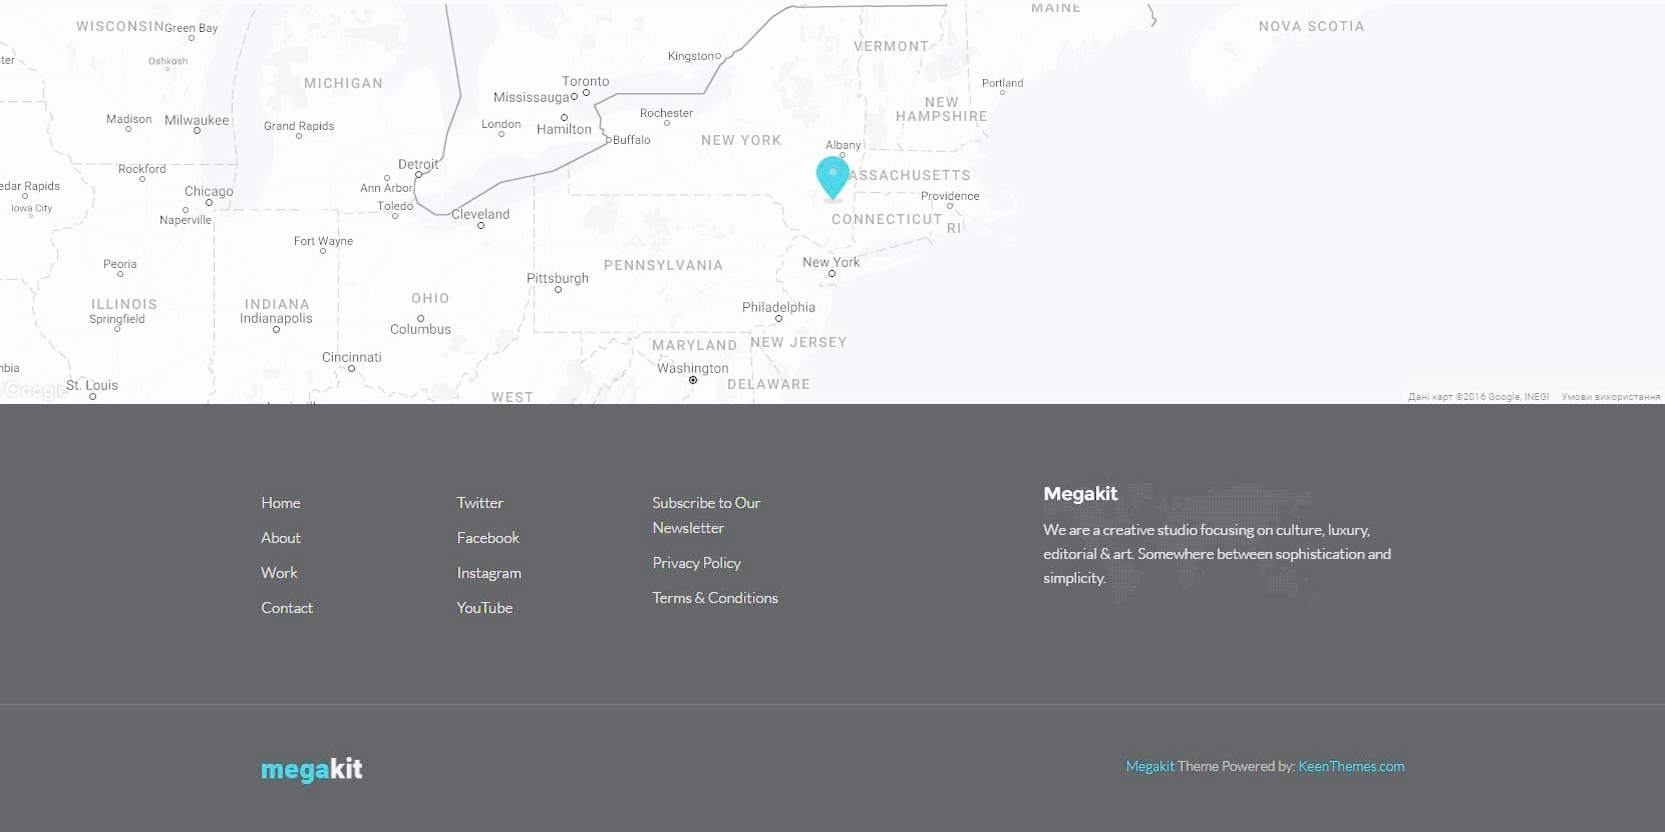 MAINE
WISCONSIN
Green Bay
NOVA SCOTIA
VERMONT
Kingston
Oshkosh
MICHIGAN
Toronto
Portland
Mississauga
NEW
HAMPSHIRE
Madison
Milwaukee
Grand Rapids
London
Hamilton
Rochester
Buffalo
NEW YORK
Albany
Rockford
Detroit
ASSACHUSETTS
edar Rapids
Chicago
Ann Arbor
Providence
Iowa City
Naperville
Toledo
Cleveland
CONNECTICUT
RI
Fort Wayne
Peoria
PENNSYLVANIA
New York
Pittsburgh
ILLINOIS
INDIANA
OHIO
Springfield
Indianapolis
Columbus
Philadelphia
MARYLAND
NEW JERSEY
Cincinnati
Washington
DELAWARE
St. Louis
Google
WEST
Дані карт ©2016 Google, INEGI
Умови використання
Home
About
Work
Contact
Twitter
Facebook
Instagram
YouTube
Subscribe to Our
Newsletter
Privacy Policy
Terms & Conditions
Megakit
We are a creative studio focusing on culture, luxury,
editorial & art. Somewhere between sophistication and
simplicity.
megakit
Megakit Theme Powered by: KeenThemes.com